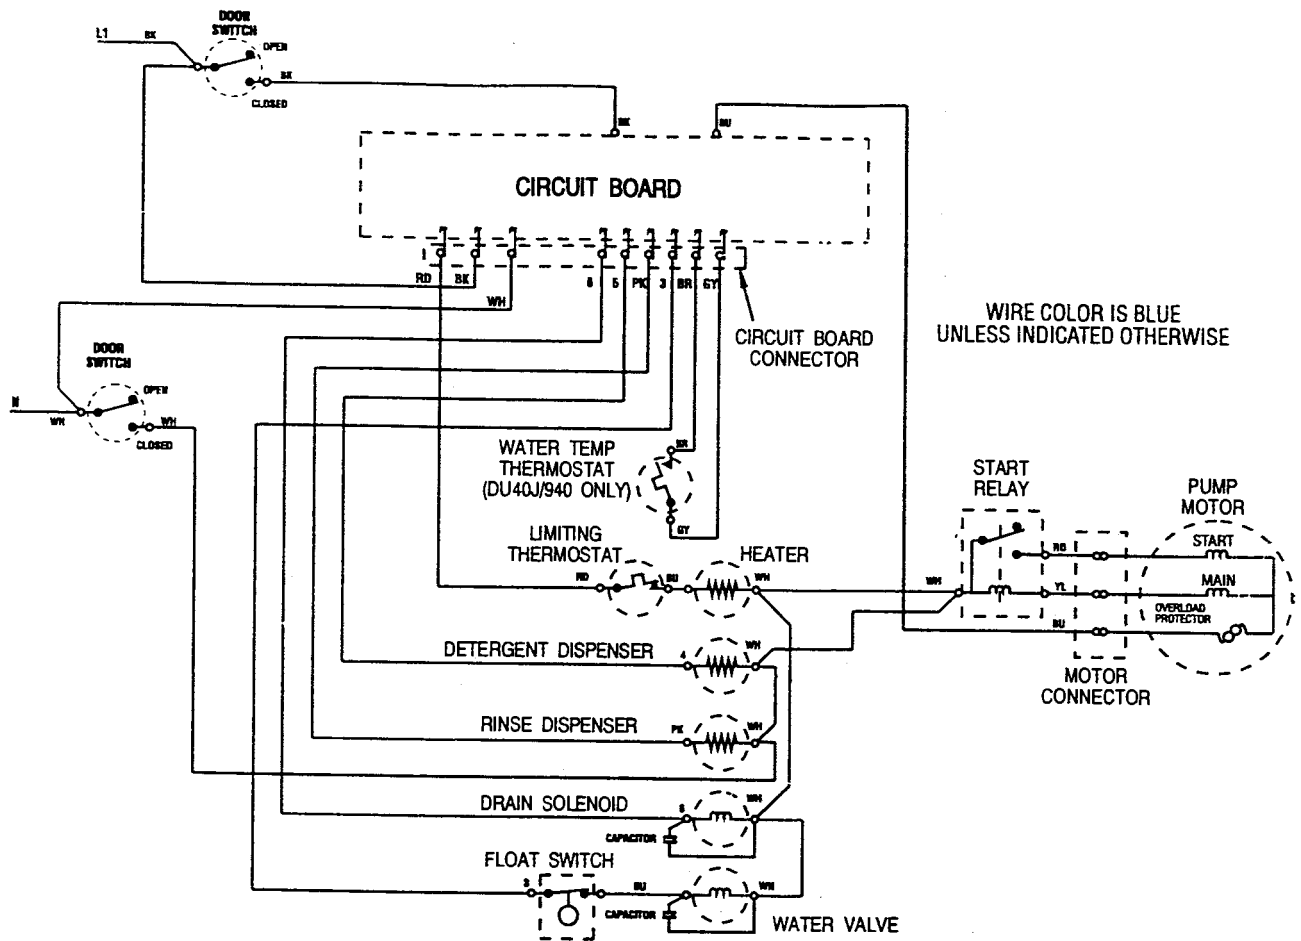 DOOR
SWITCH
L1
BK
OPEN
BK
CLOSED
BK
BU
CIRCUIT BOARD
1
RD
BK
WH
6
5
PK
3
BR
GY
CIRCUIT BOARD
CONNECTOR
WIRE COLOR IS BLUE
UNLESS INDICATED OTHERWISE
DOOR
SWITCH
OPEN
N
WH
WH
CLOSED
WATER TEMP
THERMOSTAT
(DU40J/940 ONLY)
BR
GY
START
RELAY
PUMP
MOTOR
START
LIMITING
THERMOSTAT
HEATER
RD
BU
WH
WH
YL
MAIN
OVERLOAD
PROTECTOR
BU
DETERGENT DISPENSER
4
WH
MOTOR
CONNECTOR
RINSE DISPENSER
PK
WH
DRAIN SOLENOID
WH
CAPACITOR
FLOAT SWITCH
3
BU
WH
CAPACITOR
WATER VALVE